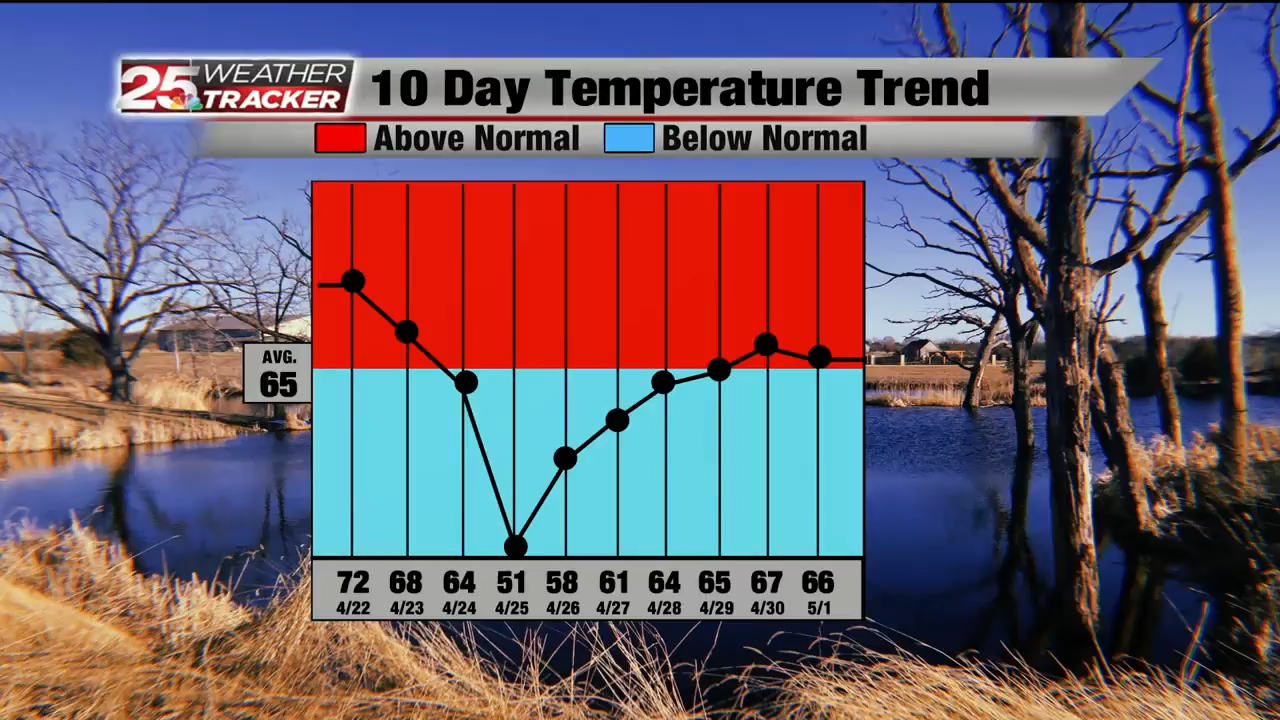 25 WEATHER TRACKER
10 Day Temperature Trend
Above Normal Below Normal
AVG.
65
72 68 64 51 58 61 64 65 67 66
4/22 4/23 4/24 4/25 4/26 4/27 4/28 4/29 4/30 5/1